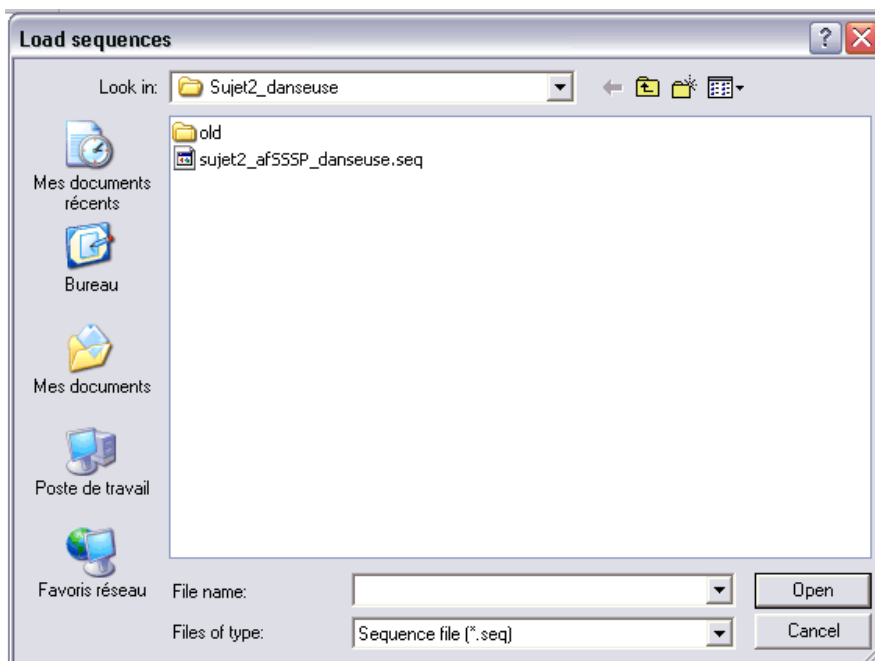 Load sequences
Look in: Sujet2_danseuse
old
sujet2_afSSSP_danseuse.seq
Mes documents
récents
Bureau
Mes documents
Poste de travail
Favoris réseau
File name:
Open
Files of type: Sequence file (*.seq)
Cancel